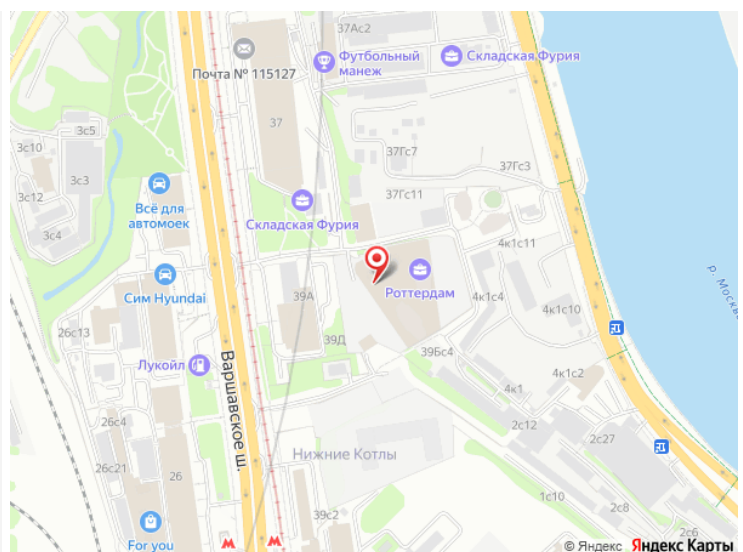 37Ас2
Футбольный
манеж
Складская Фурия
Почта № 115127
3с5
3с10
37
37Гс7
3с3
37Гс3
3с12
37Гс11
Всё для
автомоек
Складская Фурия
3с4
4к1с11
р. Москва
Роттердам
4к1с4
Сим Hyundai
39А
4к1с10
26с13
39Д
39Бс4
Лукойл
4к1с2
Варшавское ш.
4к1
26с4
2с12
2с27
Нижние Котлы
26с21
26
1с10
2с8
39с2
2с6
For you
© Яндекс Яндекс Карты